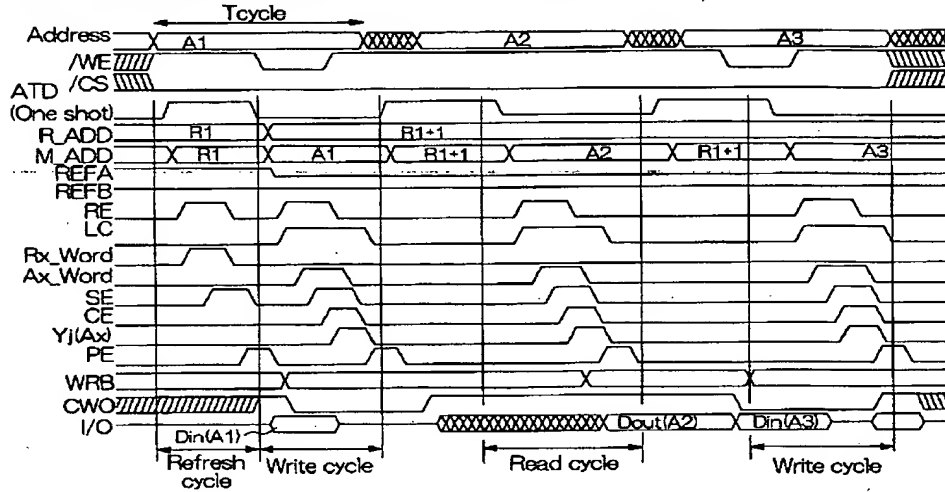 Tcycle
Address A1 A2 A3
/WE
/CS
ATD
(One shot)
R_ADD R1 R1+1
M_ADD R1 A1 R1+1 A2 R1+1 A3
REFA
REFB
RE
LC
Rx_Word
Ax_Word
SE
CE
Yj(Ax)
PE
WRB
CWO
I/O Din(A1) Dout(A2) Din(A3)
Refresh cycle Write cycle Read cycle Write cycle